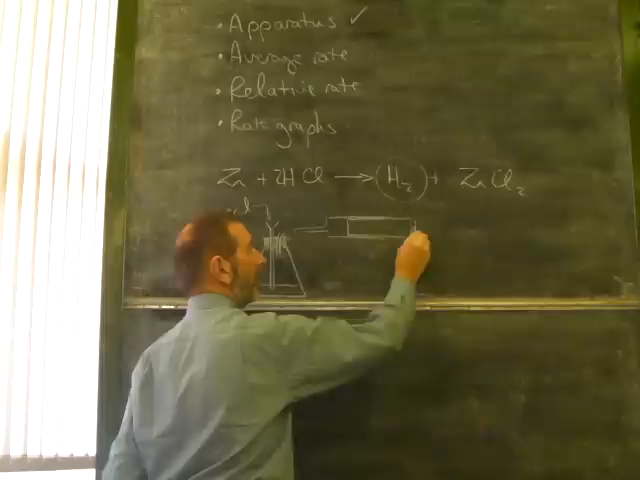 · Apparatus ✓
· Average rate
· Relative rate
· Rate graphs
Zn + 2HCl → H₂ + ZnCl₂